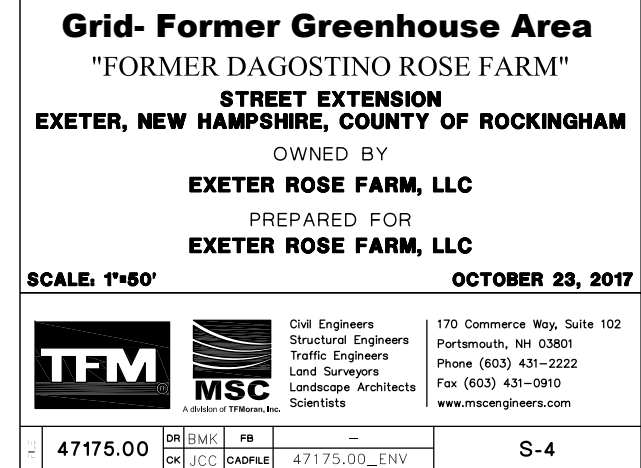 Grid- Former Greenhouse Area
"FORMER DAGOSTINO ROSE FARM"
STREET EXTENSION
EXETER, NEW HAMPSHIRE, COUNTY OF ROCKINGHAM
OWNED BY
EXETER ROSE FARM, LLC
PREPARED FOR
EXETER ROSE FARM, LLC
SCALE: 1"=50' OCTOBER 23, 2017
TFM ®
MSC
A division of TFMoran, Inc.
Civil Engineers
Structural Engineers
Traffic Engineers
Land Surveyors
Landscape Architects
Scientists
170 Commerce Way, Suite 102
Portsmouth, NH 03801
Phone (603) 431-2222
Fax (603) 431-0910
www.mscengineers.com
FILE 47175.00 DR BMK FB – S-4
CK JCC CADFILE 47175.00_ENV